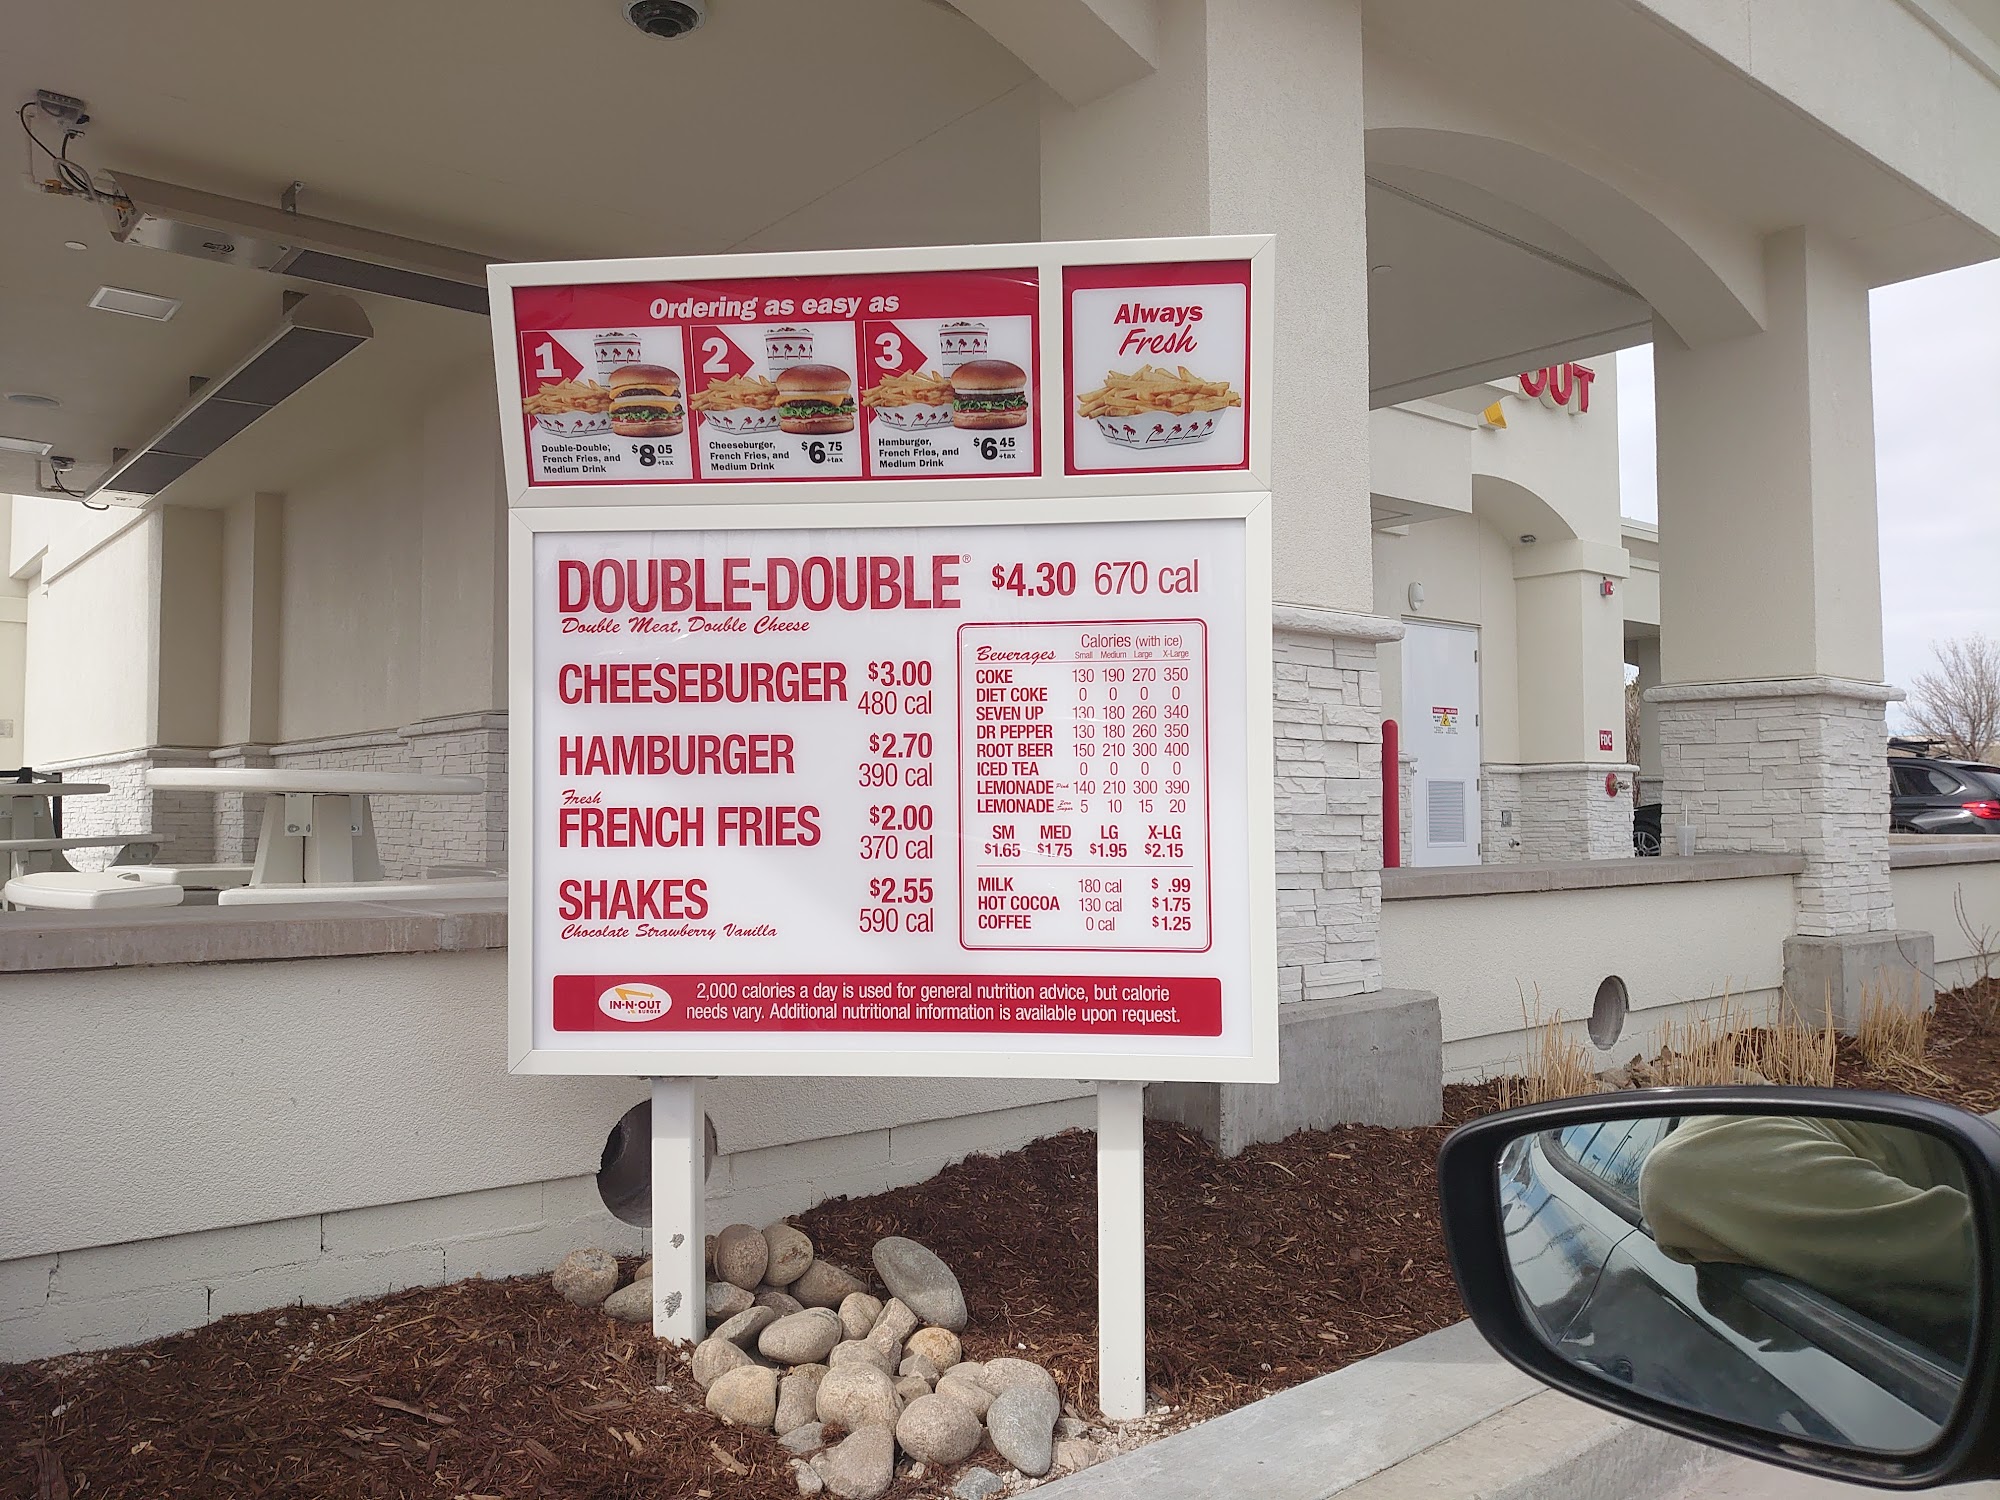 Ordering as easy as
1
Double-Double,
French Fries, and
Medium Drink
$8.05
+tax
2
Cheeseburger,
French Fries, and
Medium Drink
$6.75
+tax
3
Hamburger,
French Fries, and
Medium Drink
$6.45
+tax
Always
Fresh
DOUBLE-DOUBLE® $4.30 670 cal
Double Meat, Double Cheese
CHEESEBURGER $3.00
480 cal
HAMBURGER $2.70
390 cal
Fresh
FRENCH FRIES $2.00
370 cal
SHAKES $2.55
590 cal
Chocolate Strawberry Vanilla
Beverages Calories (with ice)
Small Medium Large X-Large
COKE 130 190 270 350
DIET COKE 0 0 0 0
SEVEN UP 130 180 260 340
DR PEPPER 130 180 260 350
ROOT BEER 150 210 300 400
ICED TEA 0 0 0 0
LEMONADE Pink 140 210 300 390
LEMONADE Zero Sugar 5 10 15 20
SM MED LG X-LG
$1.65 $1.75 $1.95 $2.15
MILK 180 cal $ .99
HOT COCOA 130 cal $1.75
COFFEE 0 cal $1.25
IN-N-OUT
BURGER
2,000 calories a day is used for general nutrition advice, but calorie
needs vary. Additional nutritional information is available upon request.
OUT
FDC